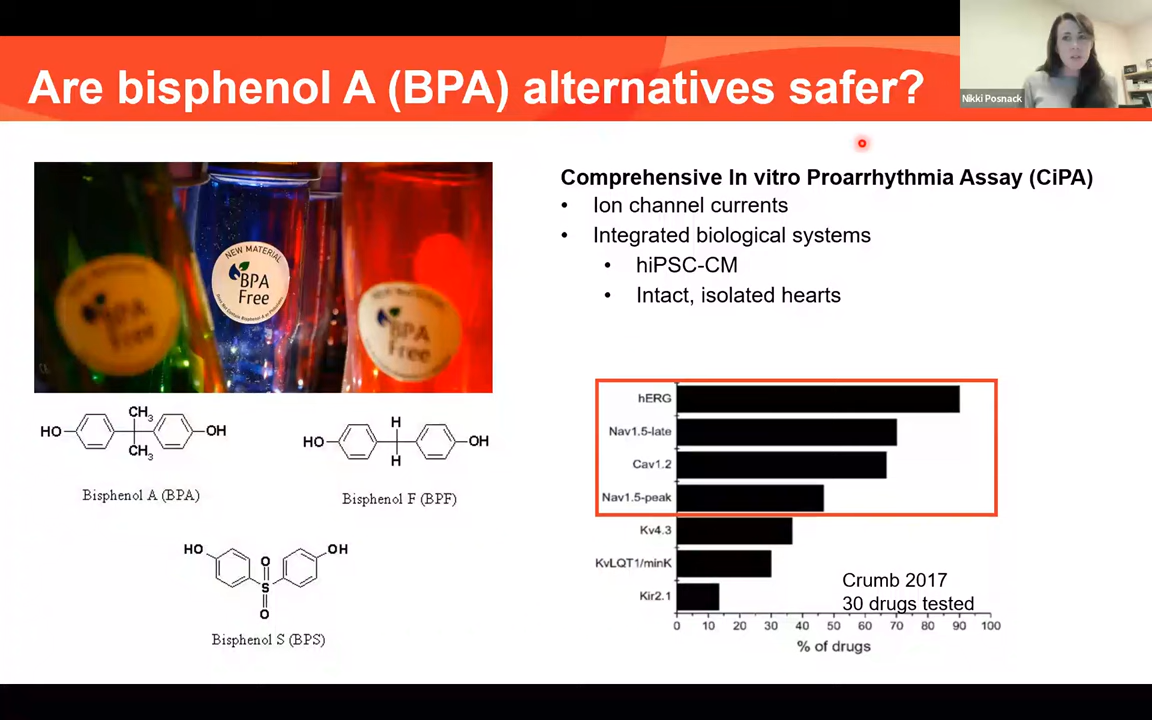 Are bisphenol A (BPA) alternatives safer?
Nikki Posnack
NEW MATERIAL
BPA
Free
BPA
Free
BPA
Free
Comprehensive In vitro Proarrhythmia Assay (CiPA)
• Ion channel currents
• Integrated biological systems
• hiPSC-CM
• Intact, isolated hearts
HO
CH3
CH3
OH
Bisphenol A (BPA)
HO
H
H
OH
Bisphenol F (BPF)
HO
OH
O
S
O
Bisphenol S (BPS)
hERG
Nav1.5-late
Cav1.2
Nav1.5-peak
Kv4.3
KvLQT1/minK
Kir2.1
Crumb 2017
30 drugs tested
0 10 20 30 40 50 60 70 80 90 100
% of drugs